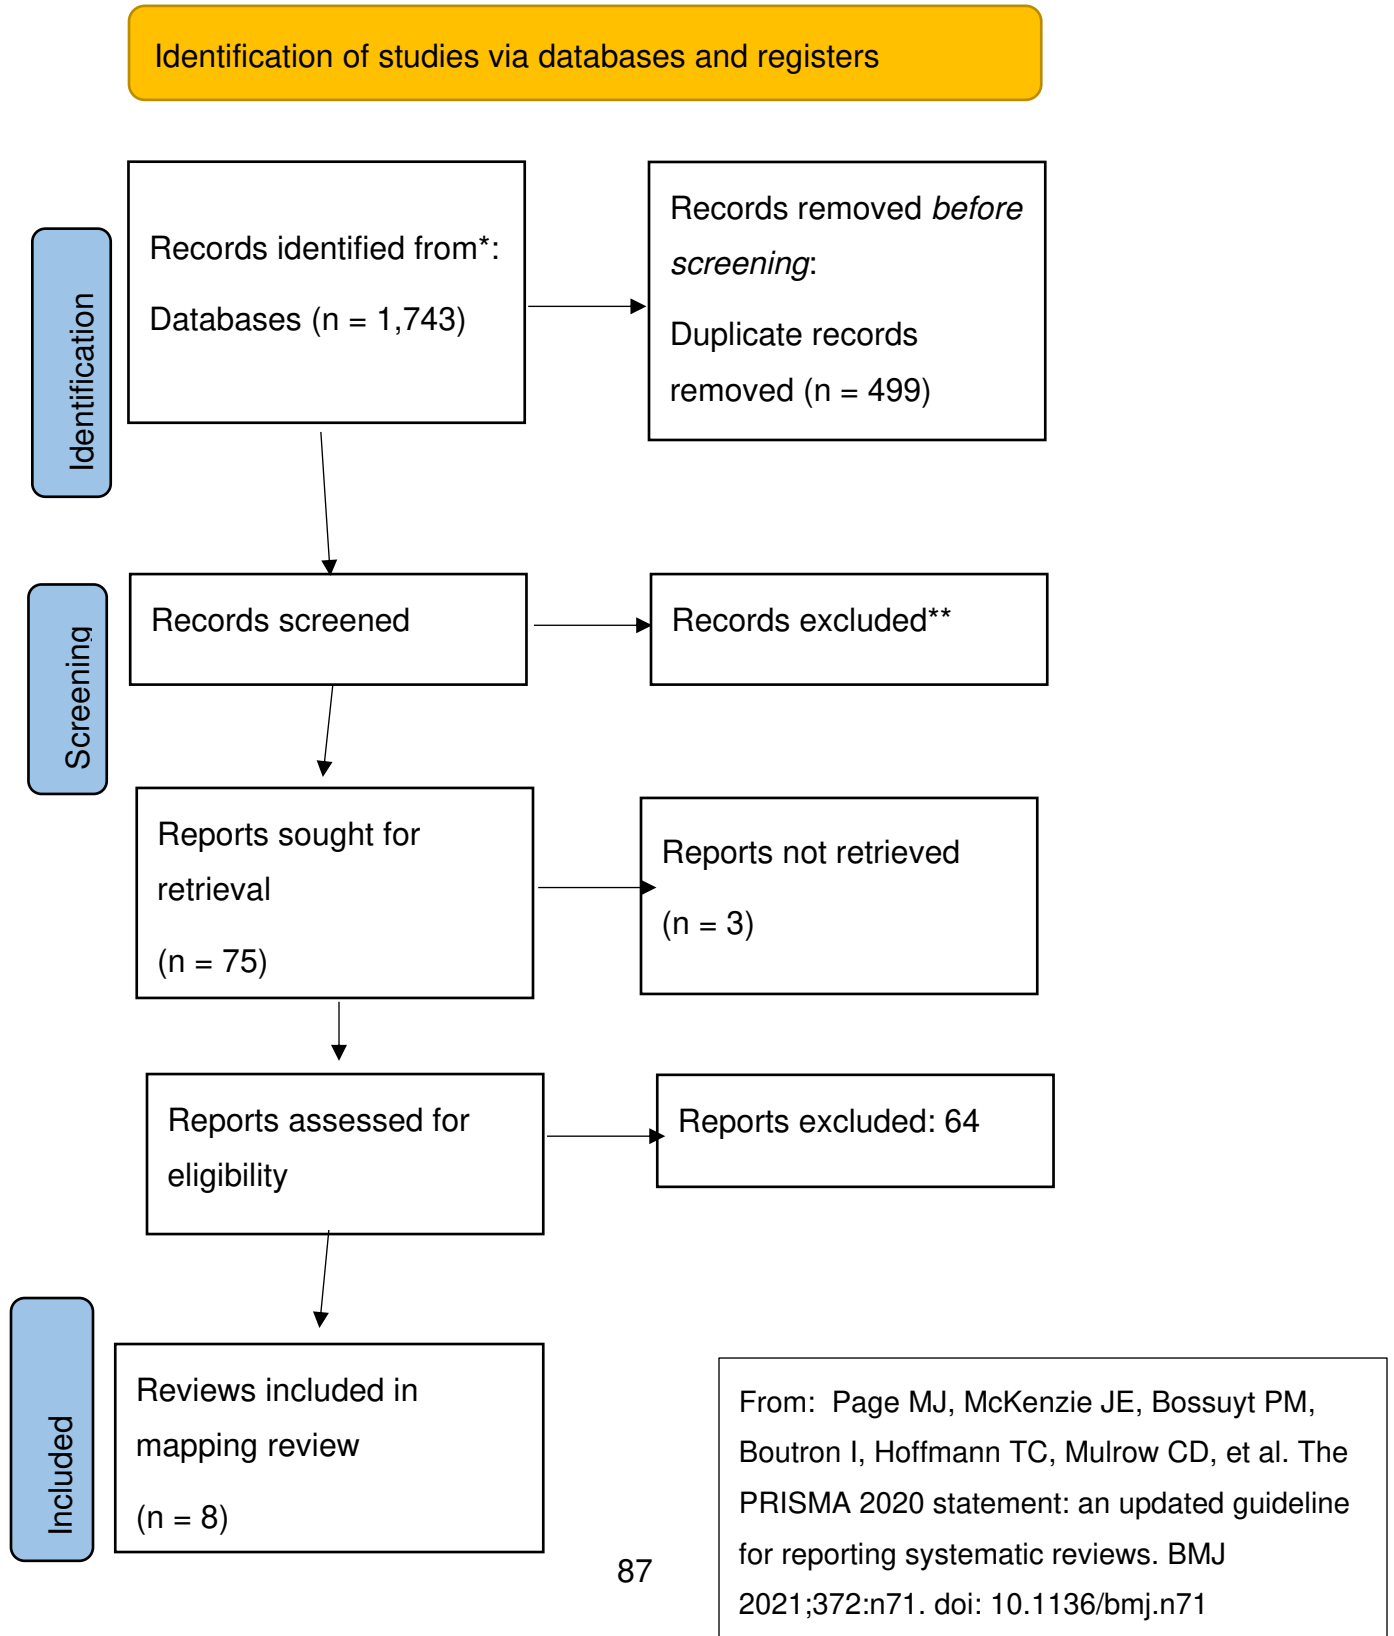 Identification of studies via databases and registers
Identification
Records identified from*:
Databases (n = 1,743)
Records removed before
screening:
Duplicate records
removed (n = 499)
Screening
Records screened
Records excluded**
Reports sought for
retrieval
(n = 75)
Reports not retrieved
(n = 3)
Reports assessed for
eligibility
Reports excluded: 64
Included
Reviews included in
mapping review
(n = 8)
87
From:  Page MJ, McKenzie JE, Bossuyt PM,
Boutron I, Hoffmann TC, Mulrow CD, et al. The
PRISMA 2020 statement: an updated guideline
for reporting systematic reviews. BMJ
2021;372:n71. doi: 10.1136/bmj.n71